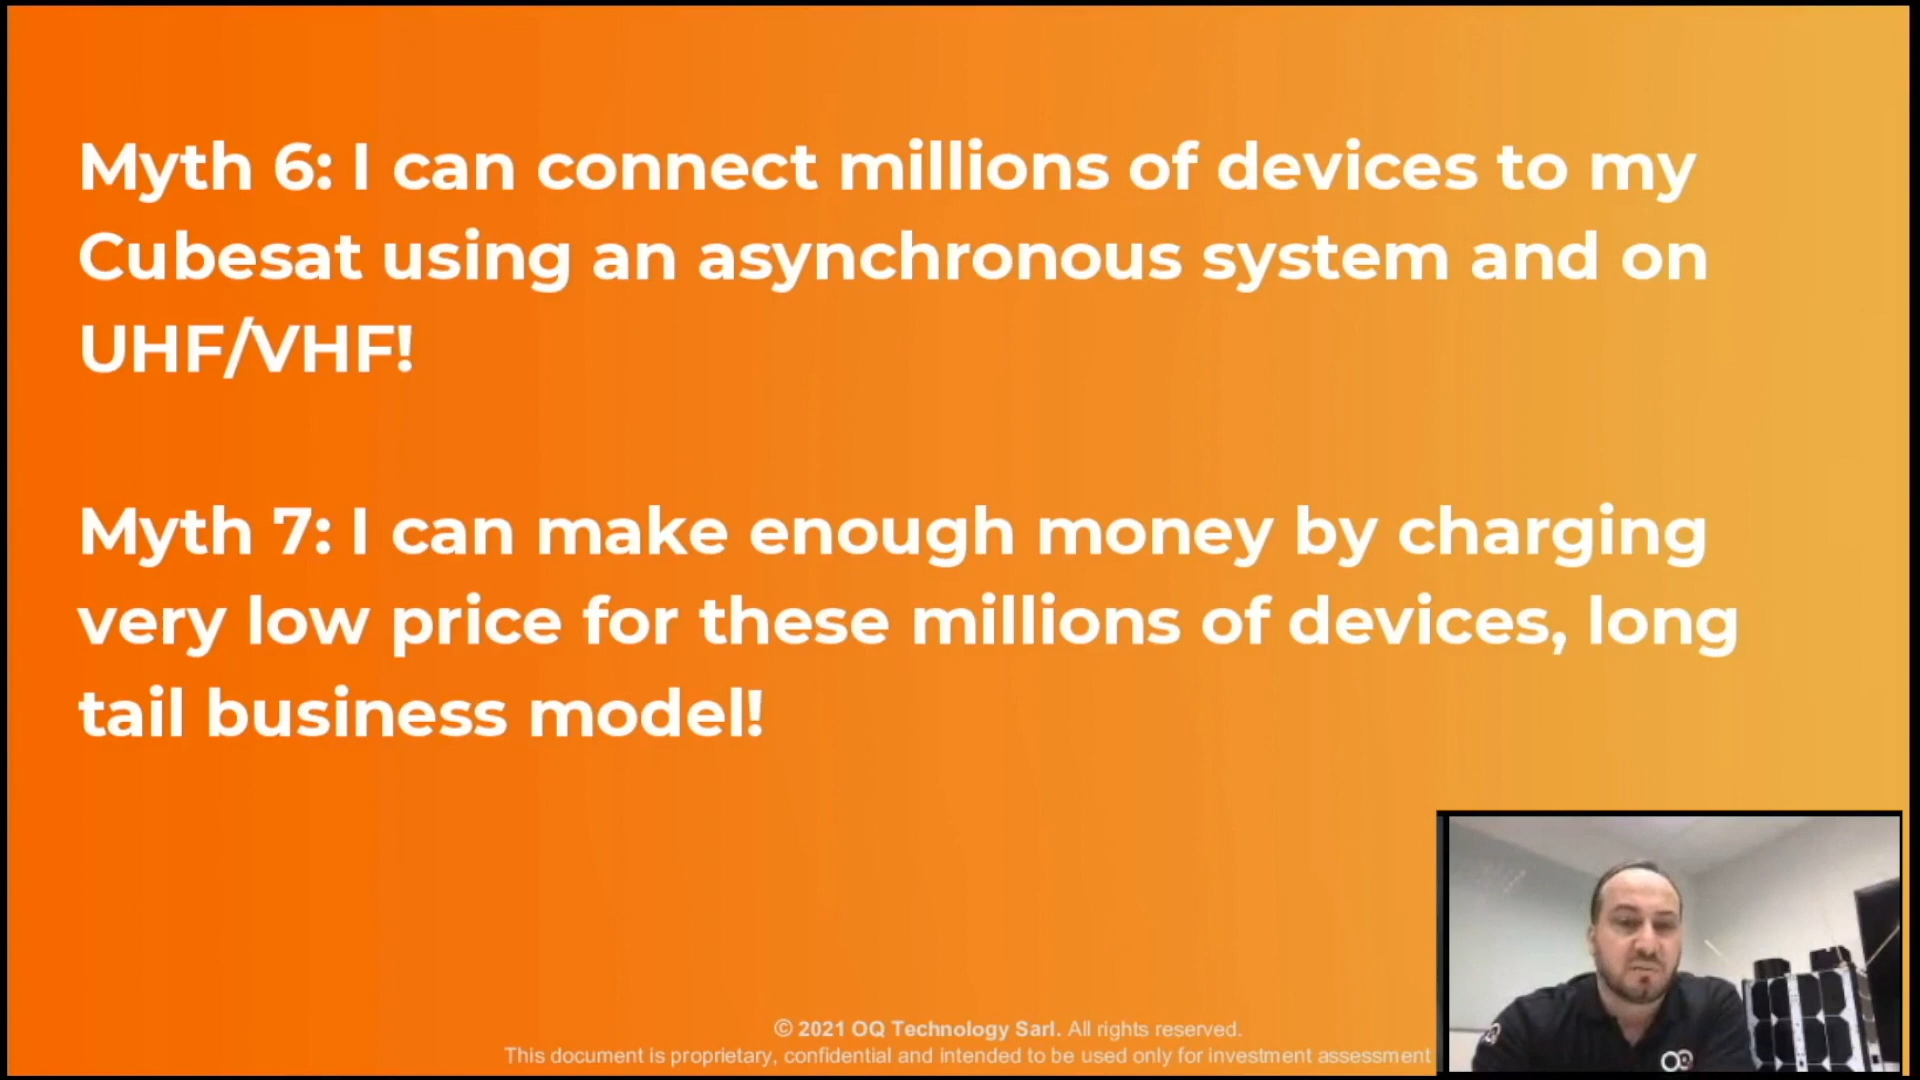 Myth 6: I can connect millions of devices to my
Cubesat using an asynchronous system and on
UHF/VHF!
Myth 7: I can make enough money by charging
very low price for these millions of devices, long
tail business model!
© 2021 OQ Technology Sarl. All rights reserved.
This document is proprietary, confidential and intended to be used only for investment assessment
OQ